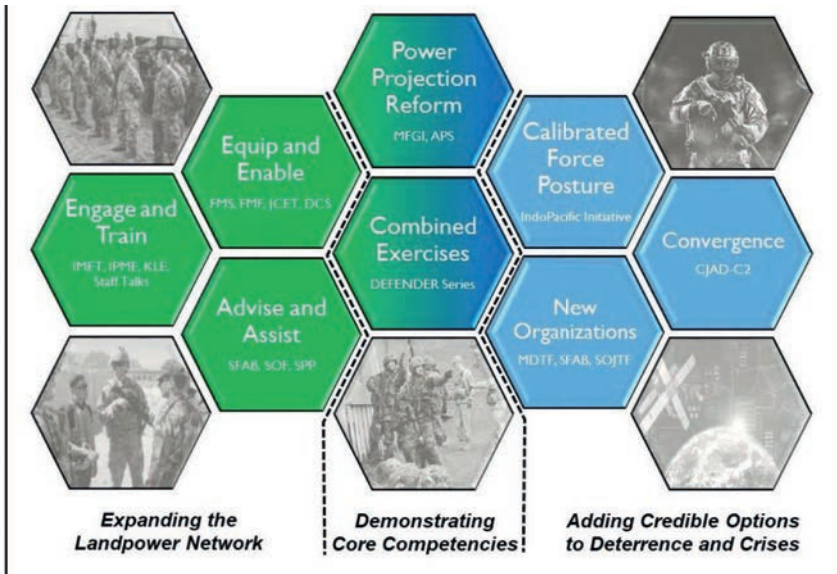 Power
Projection
Reform
MFGI, APS
Equip and
Enable
FMS, FMF, JCET, DCS
Calibrated
Force
Posture
IndoPacific Initiative
Engage and
Train
IMET, IPME, KLE,
Staff Talks
Combined
Exercises
DEFENDER Series
Convergence
CJAD-C2
Advise and
Assist
SFAB, SOF, SPP
New
Organizations
MDTF, SFAB, SOJTF
Expanding the
Landpower Network
Demonstrating
Core Competencies
Adding Credible Options
to Deterrence and Crises